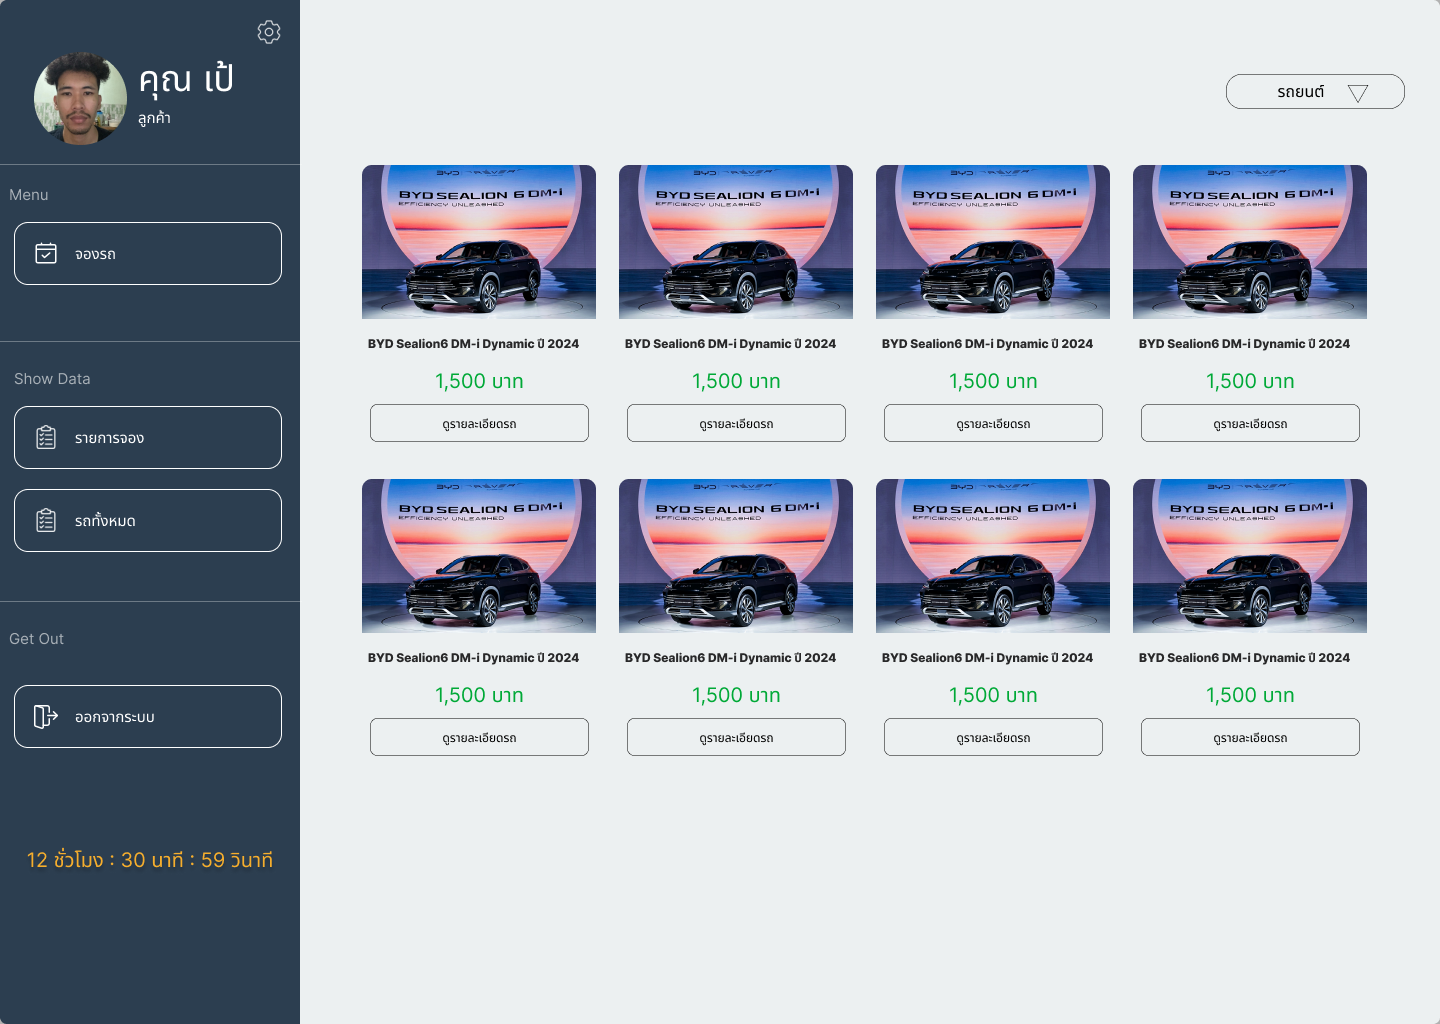 คุณ เป้
ลูกค้า
Menu
จองรถ
Show Data
รายการจอง
รถทั้งหมด
Get Out
ออกจากระบบ
12 ชั่วโมง : 30 นาที : 59 วินาที
รถยนต์
BYD SEALION 6 DM-i
EFFICIENCY UNLEASHED
BYD SEALION 6 DM-i
EFFICIENCY UNLEASHED
BYD SEALION 6 DM-i
EFFICIENCY UNLEASHED
BYD SEALION 6 DM-i
EFFICIENCY UNLEASHED
BYD Sealion6 DM-i Dynamic ปี 2024
BYD Sealion6 DM-i Dynamic ปี 2024
BYD Sealion6 DM-i Dynamic ปี 2024
BYD Sealion6 DM-i Dynamic ปี 2024
1,500 บาท
1,500 บาท
1,500 บาท
1,500 บาท
ดูรายละเอียดรถ
ดูรายละเอียดรถ
ดูรายละเอียดรถ
ดูรายละเอียดรถ
BYD SEALION 6 DM-i
EFFICIENCY UNLEASHED
BYD SEALION 6 DM-i
EFFICIENCY UNLEASHED
BYD SEALION 6 DM-i
EFFICIENCY UNLEASHED
BYD SEALION 6 DM-i
EFFICIENCY UNLEASHED
BYD Sealion6 DM-i Dynamic ปี 2024
BYD Sealion6 DM-i Dynamic ปี 2024
BYD Sealion6 DM-i Dynamic ปี 2024
BYD Sealion6 DM-i Dynamic ปี 2024
1,500 บาท
1,500 บาท
1,500 บาท
1,500 บาท
ดูรายละเอียดรถ
ดูรายละเอียดรถ
ดูรายละเอียดรถ
ดูรายละเอียดรถ